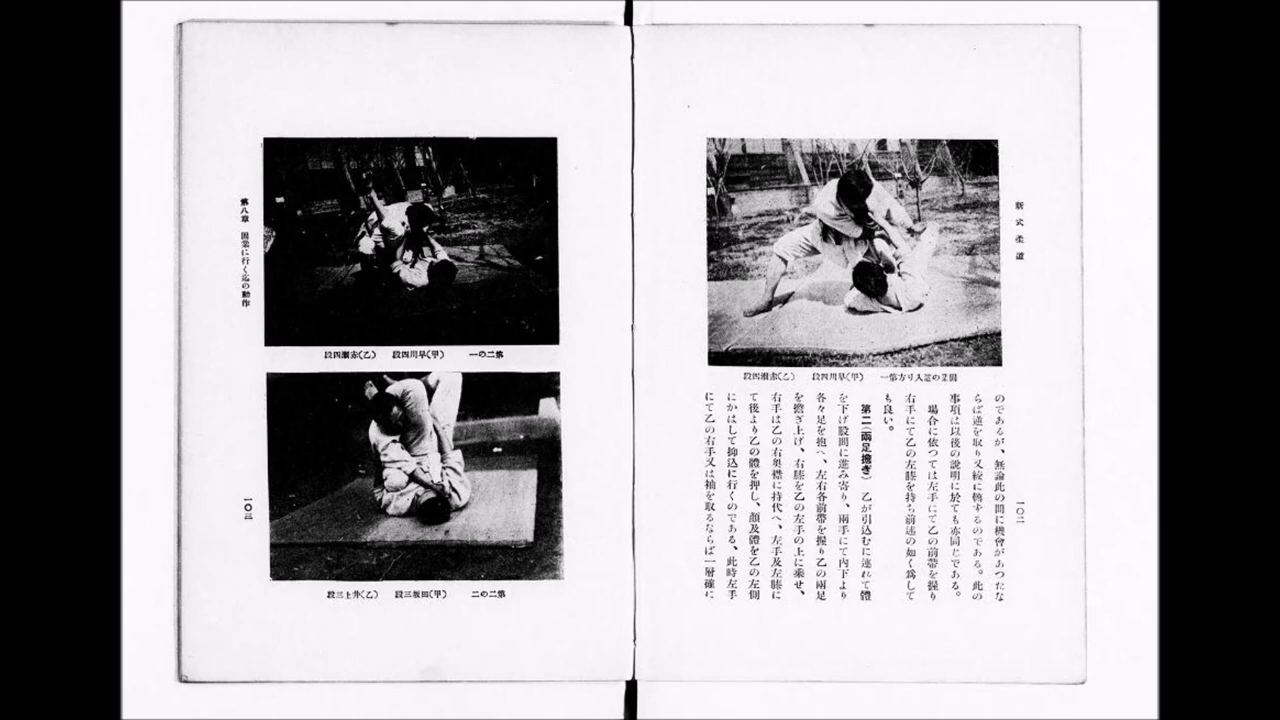 新式柔道
固業の這入り方第一　(甲)早川四段　(乙)赤瀬四段
のであるが、無論此の間に機會があつたな
らば逆を取り又絞に轉ずるのである。此の
事項は以後の説明に於ても亦同じである。
場合に依つては左手にて乙の前帶を握り
右手にて乙の左膝を持ち前述の如く爲して
も良い。
第二(兩足擔ぎ)　乙が引込むに連れて體
を下げ股間に進み寄り、兩手にて内下より
各々足を抱へ、左右各前帶を握り乙の兩足
を擔ぎ上げ、右膝を乙の左手の上に乘せ、
右手は乙の右奥襟に持代へ、左手及左膝に
て後より乙の體を押し、顔及體を乙の左側
にかはして抑込に行くのである、此時左手
にて乙の右手又は袖を取るならば一層確に
一〇二
第二の一　(甲)早川四段　(乙)赤瀬四段
第二の二　(甲)田坂三段　(乙)井上三段
第八章　固業に行く迄の動作
一〇三